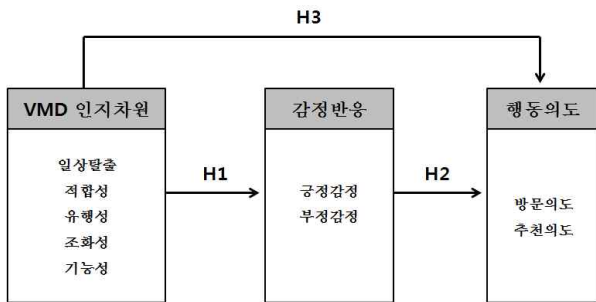 H3
VMD 인지차원
일상탈출
적합성
유행성
조화성
기능성
H1
감정반응
긍정감정
부정감정
H2
행동의도
방문의도
추천의도